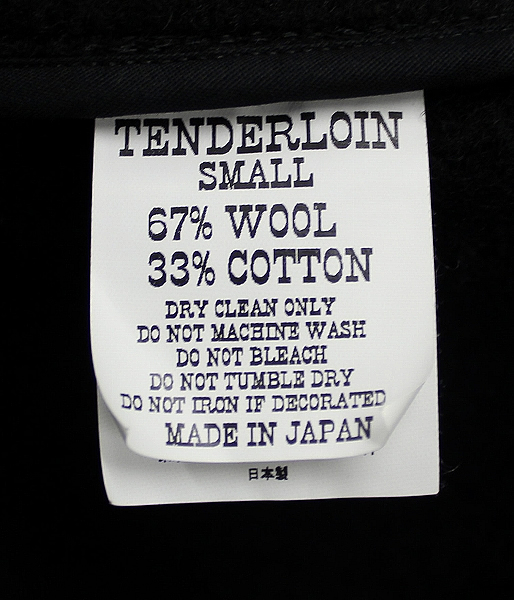 TENDERLOIN
SMALL
67% WOOL
33% COTTON
DRY CLEAN ONLY
DO NOT MACHINE WASH
DO NOT BLEACH
DO NOT TUMBLE DRY
DO NOT IRON IF DECORATED
MADE IN JAPAN
日本製